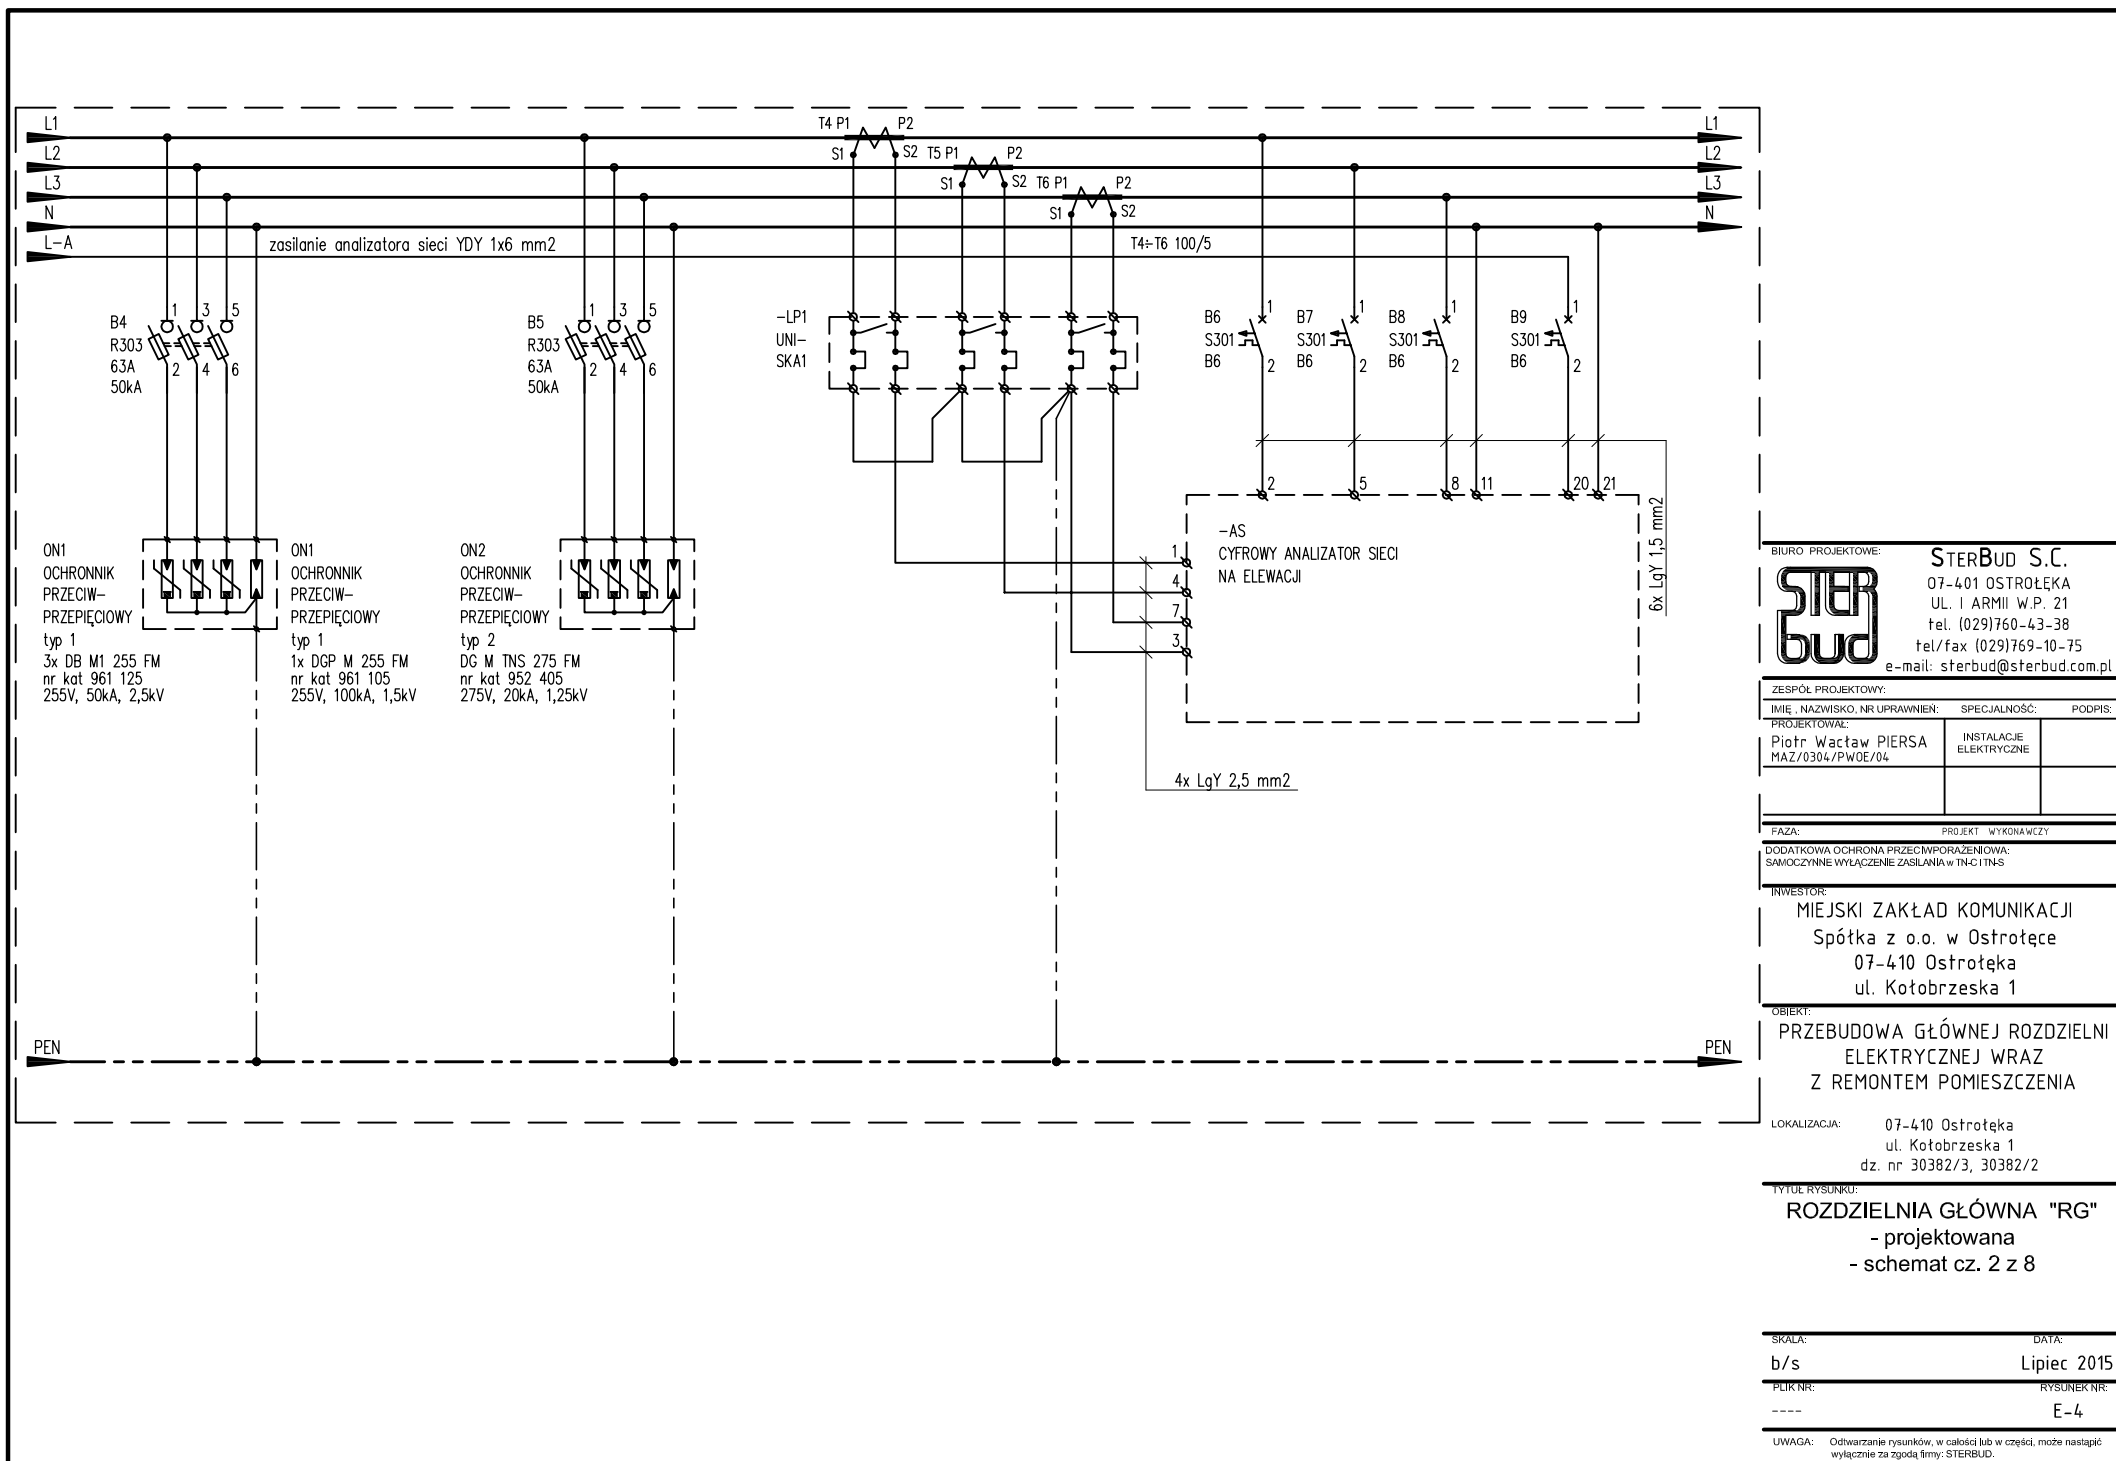 L1
L2
L3
N
L-A
zasilanie analizatora sieci YDY 1x6 mm2
T4 P1 P2
S1 S2
T5 P1 P2
S1 S2
T6 P1 P2
S1 S2
T4÷T6 100/5
L1
L2
L3
N
B4
R303
63A
50kA
1 3 5
2 4 6
B5
R303
63A
50kA
1 3 5
2 4 6
-LP1
UNI-
SKA1
B6
S301
B6
1
2
B7
S301
B6
1
2
B8
S301
B6
1
2
B9
S301
B6
1
2
2 5 8 11 20 21
6x LgY 1,5 mm2
-AS
CYFROWY ANALIZATOR SIECI
NA ELEWACJI
1
4
7
3
4x LgY 2,5 mm2
ON1
OCHRONNIK
PRZECIW-
PRZEPIĘCIOWY
typ 1
3x DB M1 255 FM
nr kat 961 125
255V, 50kA, 2,5kV
ON1
OCHRONNIK
PRZECIW-
PRZEPIĘCIOWY
typ 1
1x DGP M 255 FM
nr kat 961 105
255V, 100kA, 1,5kV
ON2
OCHRONNIK
PRZECIW-
PRZEPIĘCIOWY
typ 2
DG M TNS 275 FM
nr kat 952 405
275V, 20kA, 1,25kV
PEN
PEN
BIURO PROJEKTOWE:
STER
bud
STERBUD S.C.
07-401 OSTROŁĘKA
UL. I ARMII W.P. 21
tel. (029)760-43-38
tel/fax (029)769-10-75
e-mail: sterbud@sterbud.com.pl
ZESPÓŁ PROJEKTOWY:
IMIĘ , NAZWISKO, NR UPRAWNIEŃ: SPECJALNOŚĆ: PODPIS:
PROJEKTOWAŁ:
Piotr Wacław PIERSA
MAZ/0304/PWOE/04
INSTALACJE
ELEKTRYCZNE
FAZA: PROJEKT WYKONAWCZY
DODATKOWA OCHRONA PRZECIWPORAŻENIOWA:
SAMOCZYNNE WYŁĄCZENIE ZASILANIA w TN-C I TN-S
INWESTOR:
MIEJSKI ZAKŁAD KOMUNIKACJI
Spółka z o.o. w Ostrołęce
07-410 Ostrołęka
ul. Kołobrzeska 1
OBIEKT:
PRZEBUDOWA GŁÓWNEJ ROZDZIELNI
ELEKTRYCZNEJ WRAZ
Z REMONTEM POMIESZCZENIA
LOKALIZACJA: 07-410 Ostrołęka
ul. Kołobrzeska 1
dz. nr 30382/3, 30382/2
TYTUŁ RYSUNKU:
ROZDZIELNIA GŁÓWNA "RG"
- projektowana
- schemat cz. 2 z 8
SKALA: DATA:
b/s Lipiec 2015
PLIK NR: RYSUNEK NR:
---- E-4
UWAGA: Odtwarzanie rysunków, w całości lub w części, może nastąpić
wyłącznie za zgodą firmy: STERBUD.